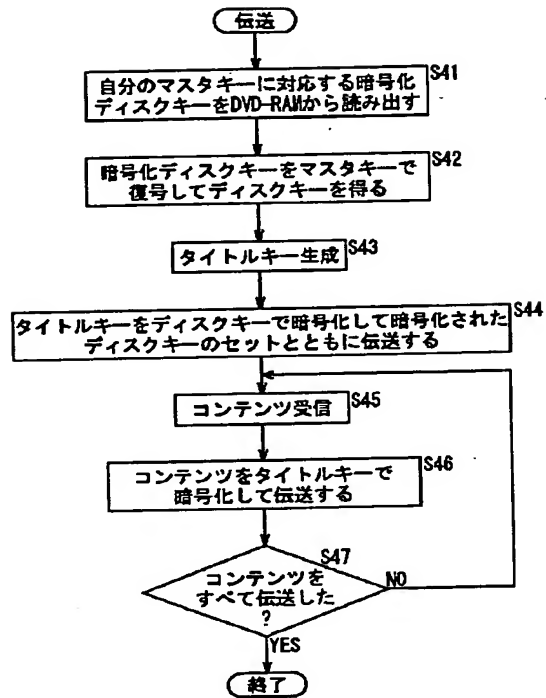 伝送
S41
自分のマスタキーに対応する暗号化
ディスクキーをDVD-RAMから読み出す
S42
暗号化ディスクキーをマスタキーで
復号してディスクキーを得る
S43
タイトルキー生成
S44
タイトルキーをディスクキーで暗号化して暗号化された
ディスクキーのセットとともに伝送する
S45
コンテンツ受信
S46
コンテンツをタイトルキーで
暗号化して伝送する
S47
コンテンツを
すべて伝送した
?
NO
YES
終了